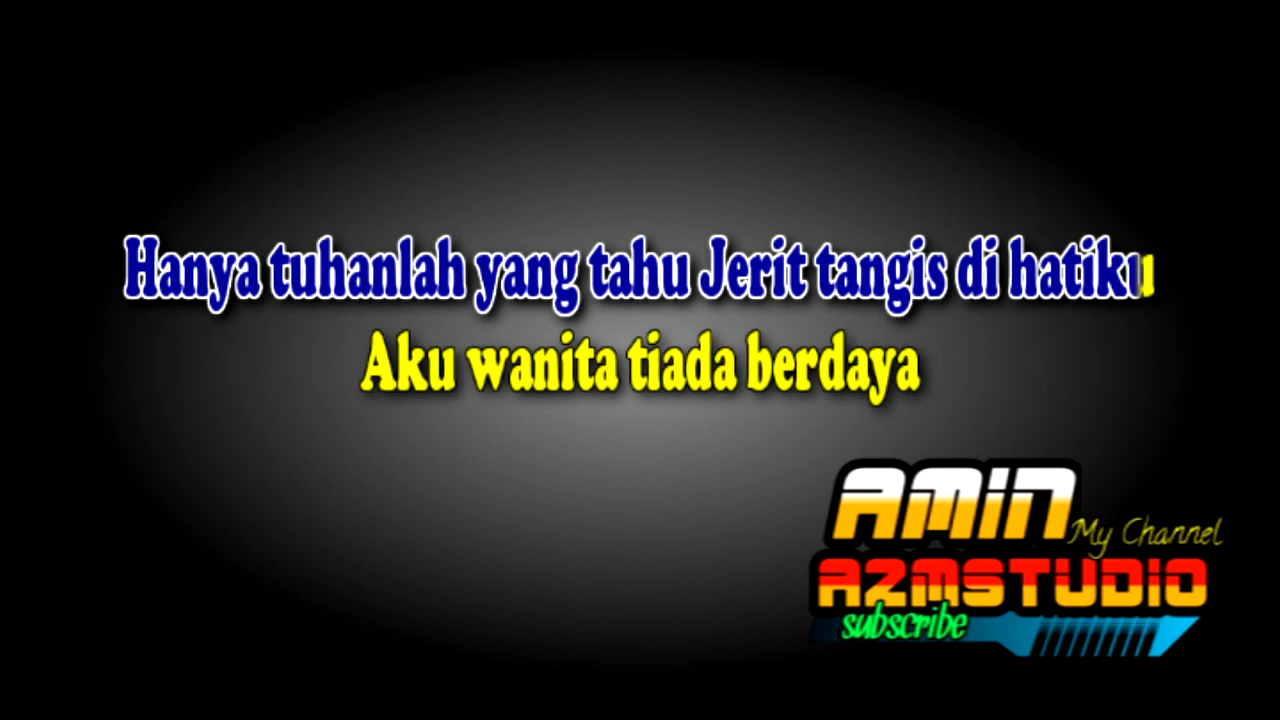 Hanya tuhanlah yang tahu Jerit tangis di hatiku
Aku wanita tiada berdaya
AMIN
My Channel
AZMSTUDIO
subscribe